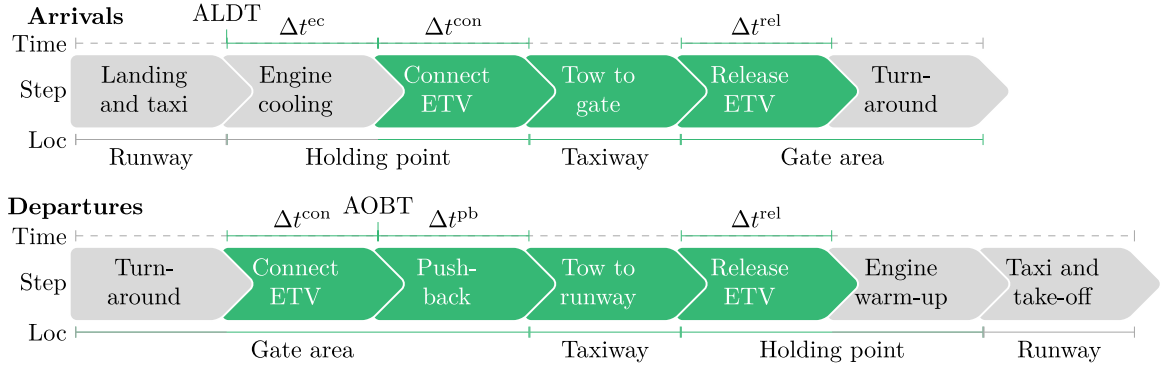 Arrivals
ALDT
Time Δt^ec Δt^con Δt^rel
Step Landing and taxi Engine cooling Connect ETV Tow to gate Release ETV Turn-around
Loc Runway Holding point Taxiway Gate area
Departures
AOBT
Time Δt^con Δt^pb Δt^rel
Step Turn-around Connect ETV Push-back Tow to runway Release ETV Engine warm-up Taxi and take-off
Loc Gate area Taxiway Holding point Runway